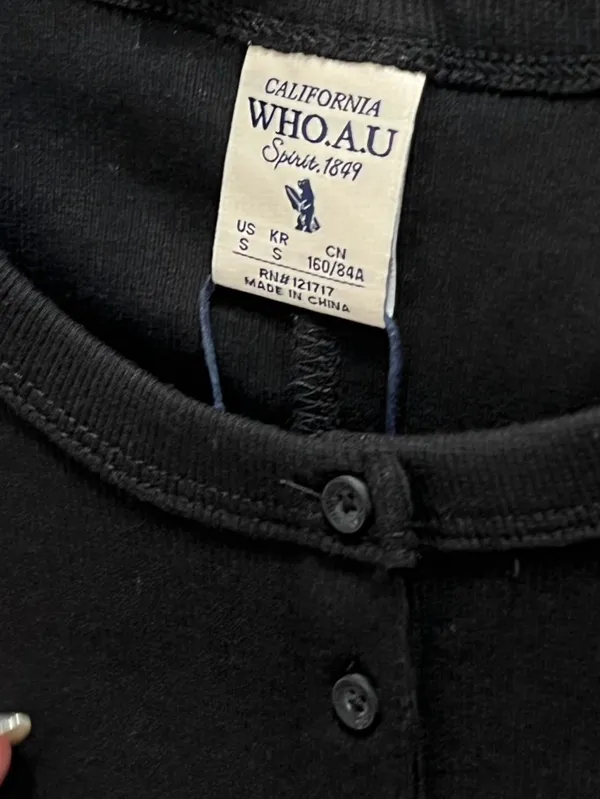 CALIFORNIA
WHO.A.U
Spirit.1849
US KR CN
S S 160/84A
RN#121717
MADE IN CHINA